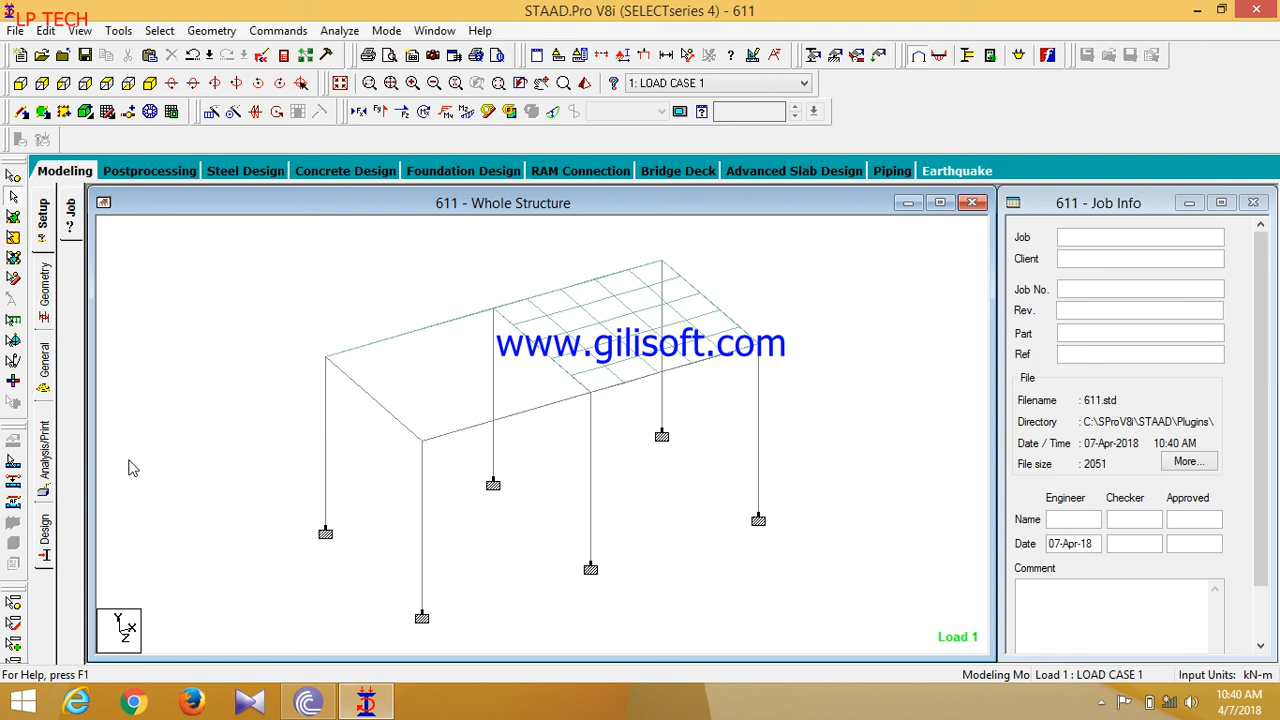 STAAD.Pro V8i (SELECTseries 4) - 611
LP TECH
File Edit View Tools Select Geometry Commands Analyze Mode Window Help
1: LOAD CASE 1
Modeling Postprocessing Steel Design Concrete Design Foundation Design RAM Connection Bridge Deck Advanced Slab Design Piping Earthquake
Setup
Geometry
General
Analysis/Print
Design
? Job
611 - Whole Structure
www.gilisoft.com
Y
X
Z
Load 1
611 - Job Info
Job
Client
Job No.
Rev.
Part
Ref
File
Filename : 611.std
Directory : C:\SProV8i\STAAD\Plugins\
Date / Time : 07-Apr-2018 10:40 AM
File size : 2051
More...
Engineer Checker Approved
Name
Date 07-Apr-18
Comment
For Help, press F1
Modeling Mo Load 1 : LOAD CASE 1 Input Units: kN-m
10:40 AM
4/7/2018